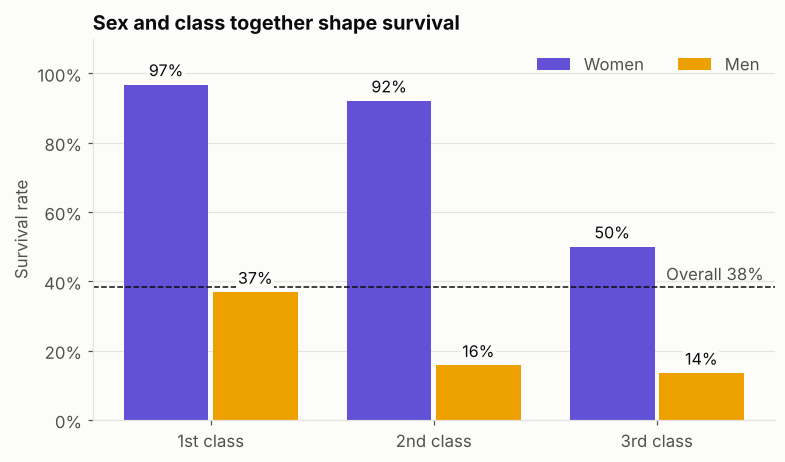 Sex and class together shape survival
Women
Men
Survival rate
100%
80%
60%
40%
20%
0%
97%
37%
92%
16%
50%
14%
Overall 38%
1st class
2nd class
3rd class